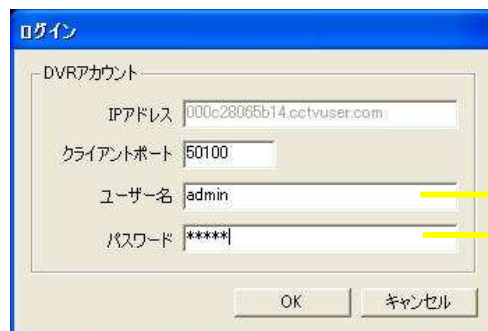 ログイン
DVRアカウント
IPアドレス 000c28065b14.cctvuser.com
クライアントポート 50100
ユーザー名 admin
パスワード *****
OK キャンセル